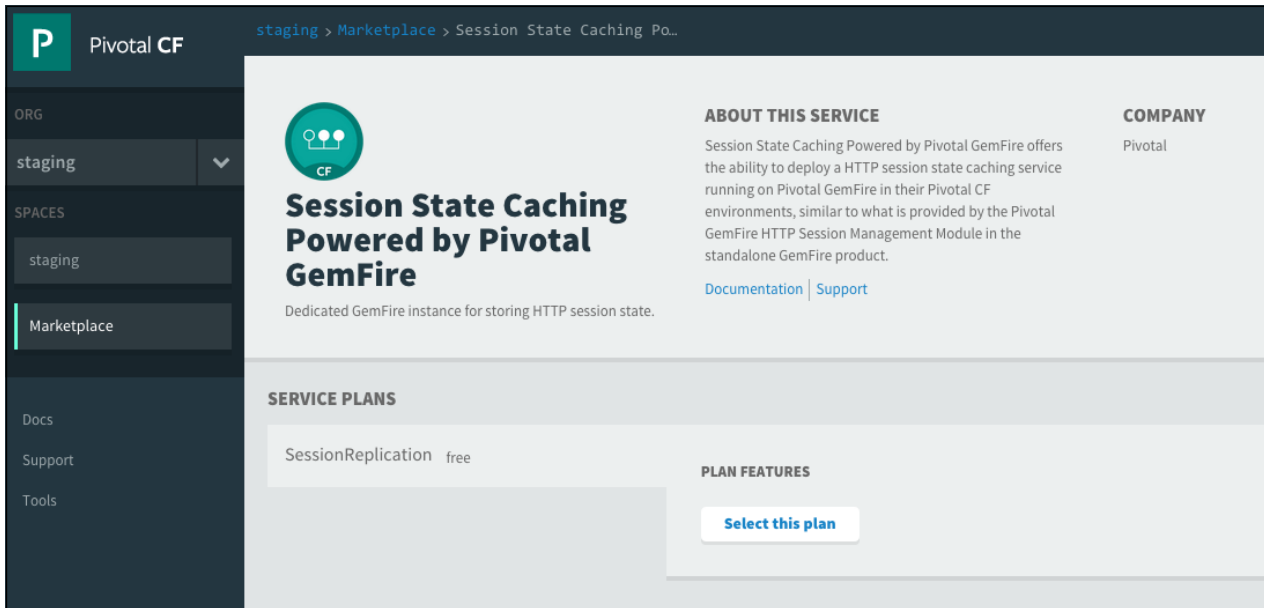 P Pivotal CF
staging › Marketplace › Session State Caching Po…
ORG
staging
SPACES
staging
Marketplace
Docs
Support
Tools
CF
Session State Caching
Powered by Pivotal
GemFire
Dedicated GemFire instance for storing HTTP session state.
ABOUT THIS SERVICE
Session State Caching Powered by Pivotal GemFire offers
the ability to deploy a HTTP session state caching service
running on Pivotal GemFire in their Pivotal CF
environments, similar to what is provided by the Pivotal
GemFire HTTP Session Management Module in the
standalone GemFire product.
Documentation | Support
COMPANY
Pivotal
SERVICE PLANS
SessionReplication free
PLAN FEATURES
Select this plan